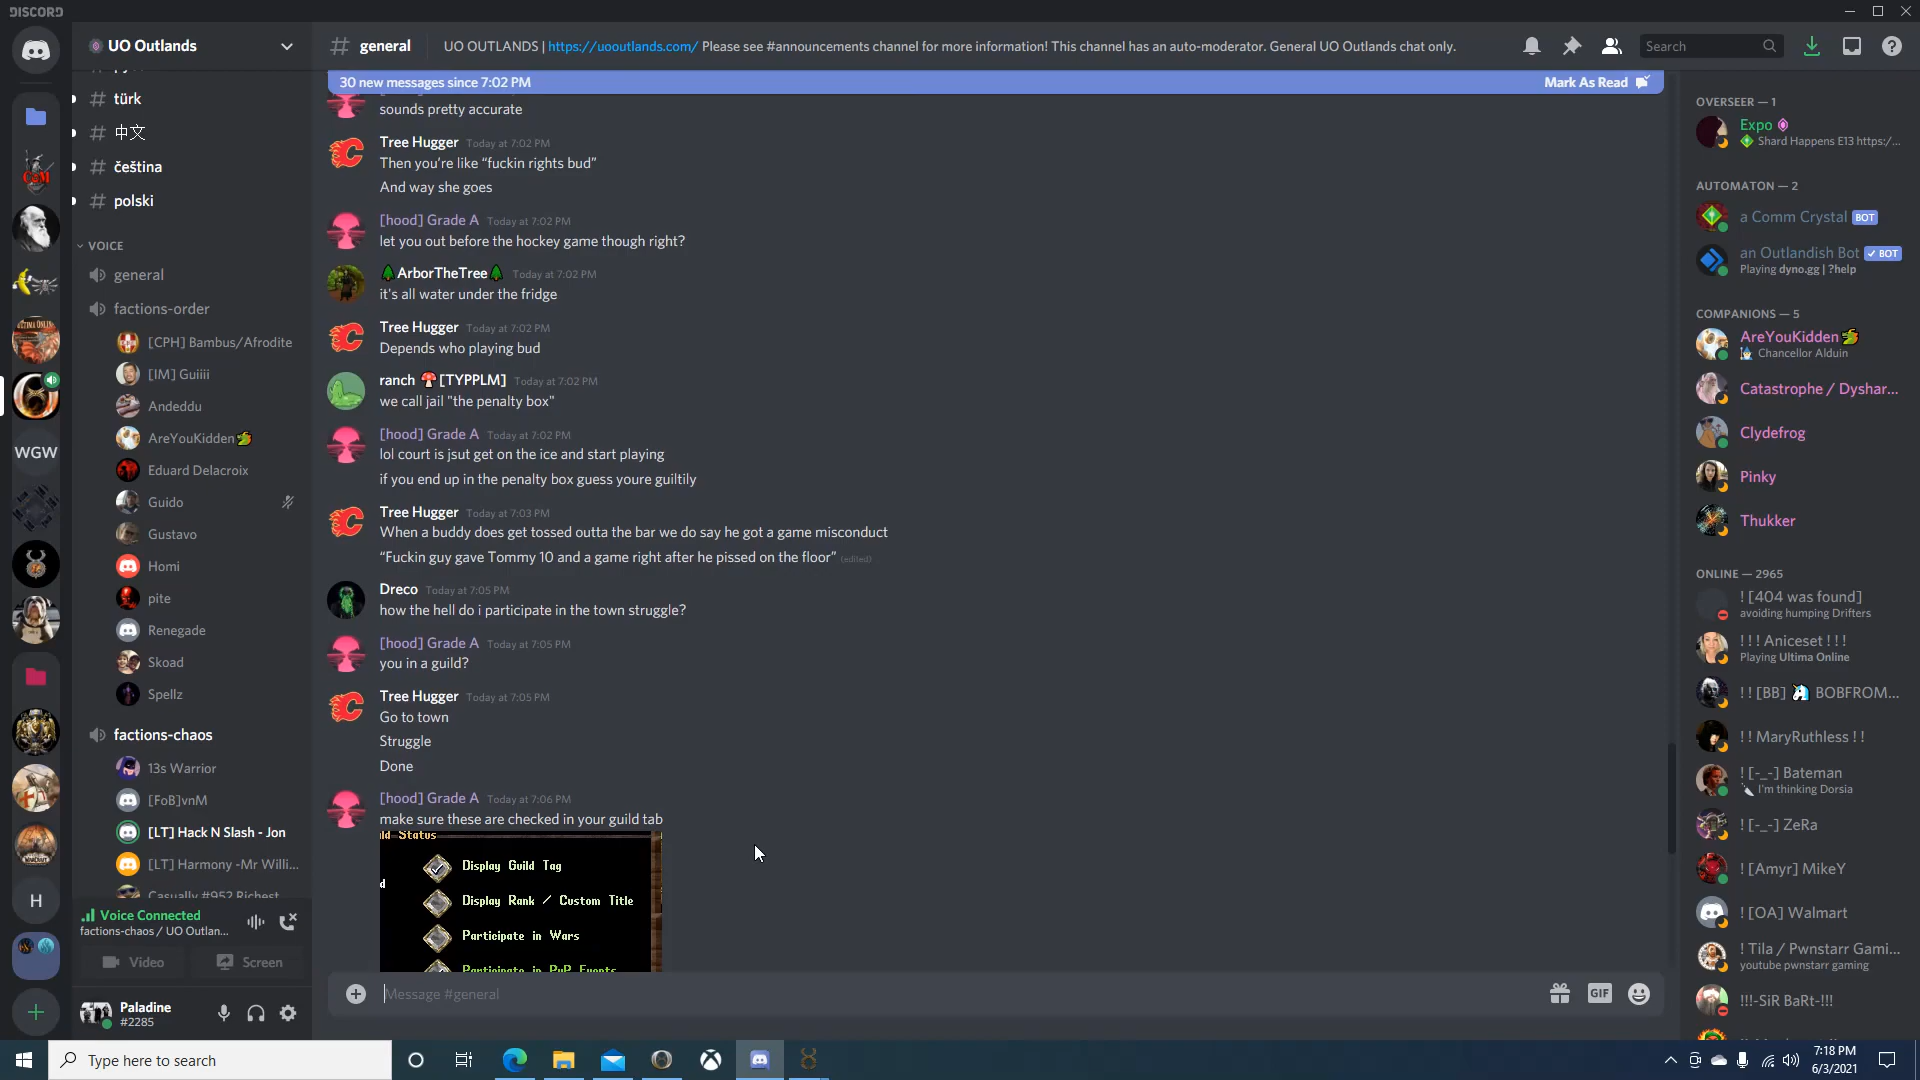 DISCORD
UO Outlands
general
UO OUTLANDS | https://uooutlands.com/ Please see #announcements channel for more information! This channel has an auto-moderator. General UO Outlands chat only.
Search
türk
中文
čeština
polski
VOICE
general
factions-order
[CPH] Bambus/Afrodite
[IM] Guiiii
Andeddu
AreYouKidden
Eduard Delacroix
Guido
Gustavo
Homi
pite
Renegade
Skoad
Spellz
factions-chaos
13s Warrior
[FoB]vnM
[LT] Hack N Slash - Jon
[LT] Harmony -Mr Willi...
Casually #952 Richest
WGW
H
Voice Connected
factions-chaos / UO Outlan...
Video
Screen
Paladine
#2285
30 new messages since 7:02 PM
Mark As Read
sounds pretty accurate
Tree Hugger Today at 7:02 PM
Then you're like “fuckin rights bud”
And way she goes
[hood] Grade A Today at 7:02 PM
let you out before the hockey game though right?
ArborTheTree Today at 7:02 PM
it's all water under the fridge
Tree Hugger Today at 7:02 PM
Depends who playing bud
ranch [TYPPLM] Today at 7:02 PM
we call jail "the penalty box"
[hood] Grade A Today at 7:02 PM
lol court is jsut get on the ice and start playing
if you end up in the penalty box guess youre guiltily
Tree Hugger Today at 7:03 PM
When a buddy does get tossed outta the bar we do say he got a game misconduct
“Fuckin guy gave Tommy 10 and a game right after he pissed on the floor” (edited)
Dreco Today at 7:05 PM
how the hell do i participate in the town struggle?
[hood] Grade A Today at 7:05 PM
you in a guild?
Tree Hugger Today at 7:05 PM
Go to town
Struggle
Done
[hood] Grade A Today at 7:06 PM
make sure these are checked in your guild tab
ld Status
Display Guild Tag
d
Display Rank / Custom Title
Participate in Wars
Participate in PvP Events
Message #general
GIF
OVERSEER — 1
Expo
Shard Happens E13 https:/...
AUTOMATON — 2
a Comm Crystal BOT
an Outlandish Bot ✓ BOT
Playing dyno.gg | ?help
COMPANIONS — 5
AreYouKidden
Chancellor Alduin
Catastrophe / Dyshar...
Clydefrog
Pinky
Thukker
ONLINE — 2965
! [404 was found]
avoiding humping Drifters
! ! ! Aniceset ! ! !
Playing Ultima Online
! ! [BB] BOBFROM...
! ! MaryRuthless ! !
! [-_-] Bateman
I'm thinking Dorsia
! [-_-] ZeRa
! [Amyr] MikeY
! [OA] Walmart
! Tila / Pwnstarr Gami...
youtube pwnstarr gaming
!!!-SiR BaRt-!!!
Type here to search
7:18 PM
6/3/2021